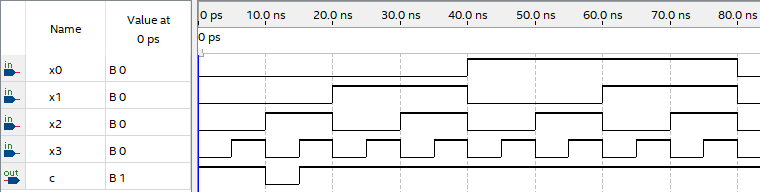 Name
Value at
0 ps
0 ps 10.0 ns 20.0 ns 30.0 ns 40.0 ns 50.0 ns 60.0 ns 70.0 ns 80.0 ns
0 ps
in x0 B 0
in x1 B 0
in x2 B 0
in x3 B 0
out c B 1